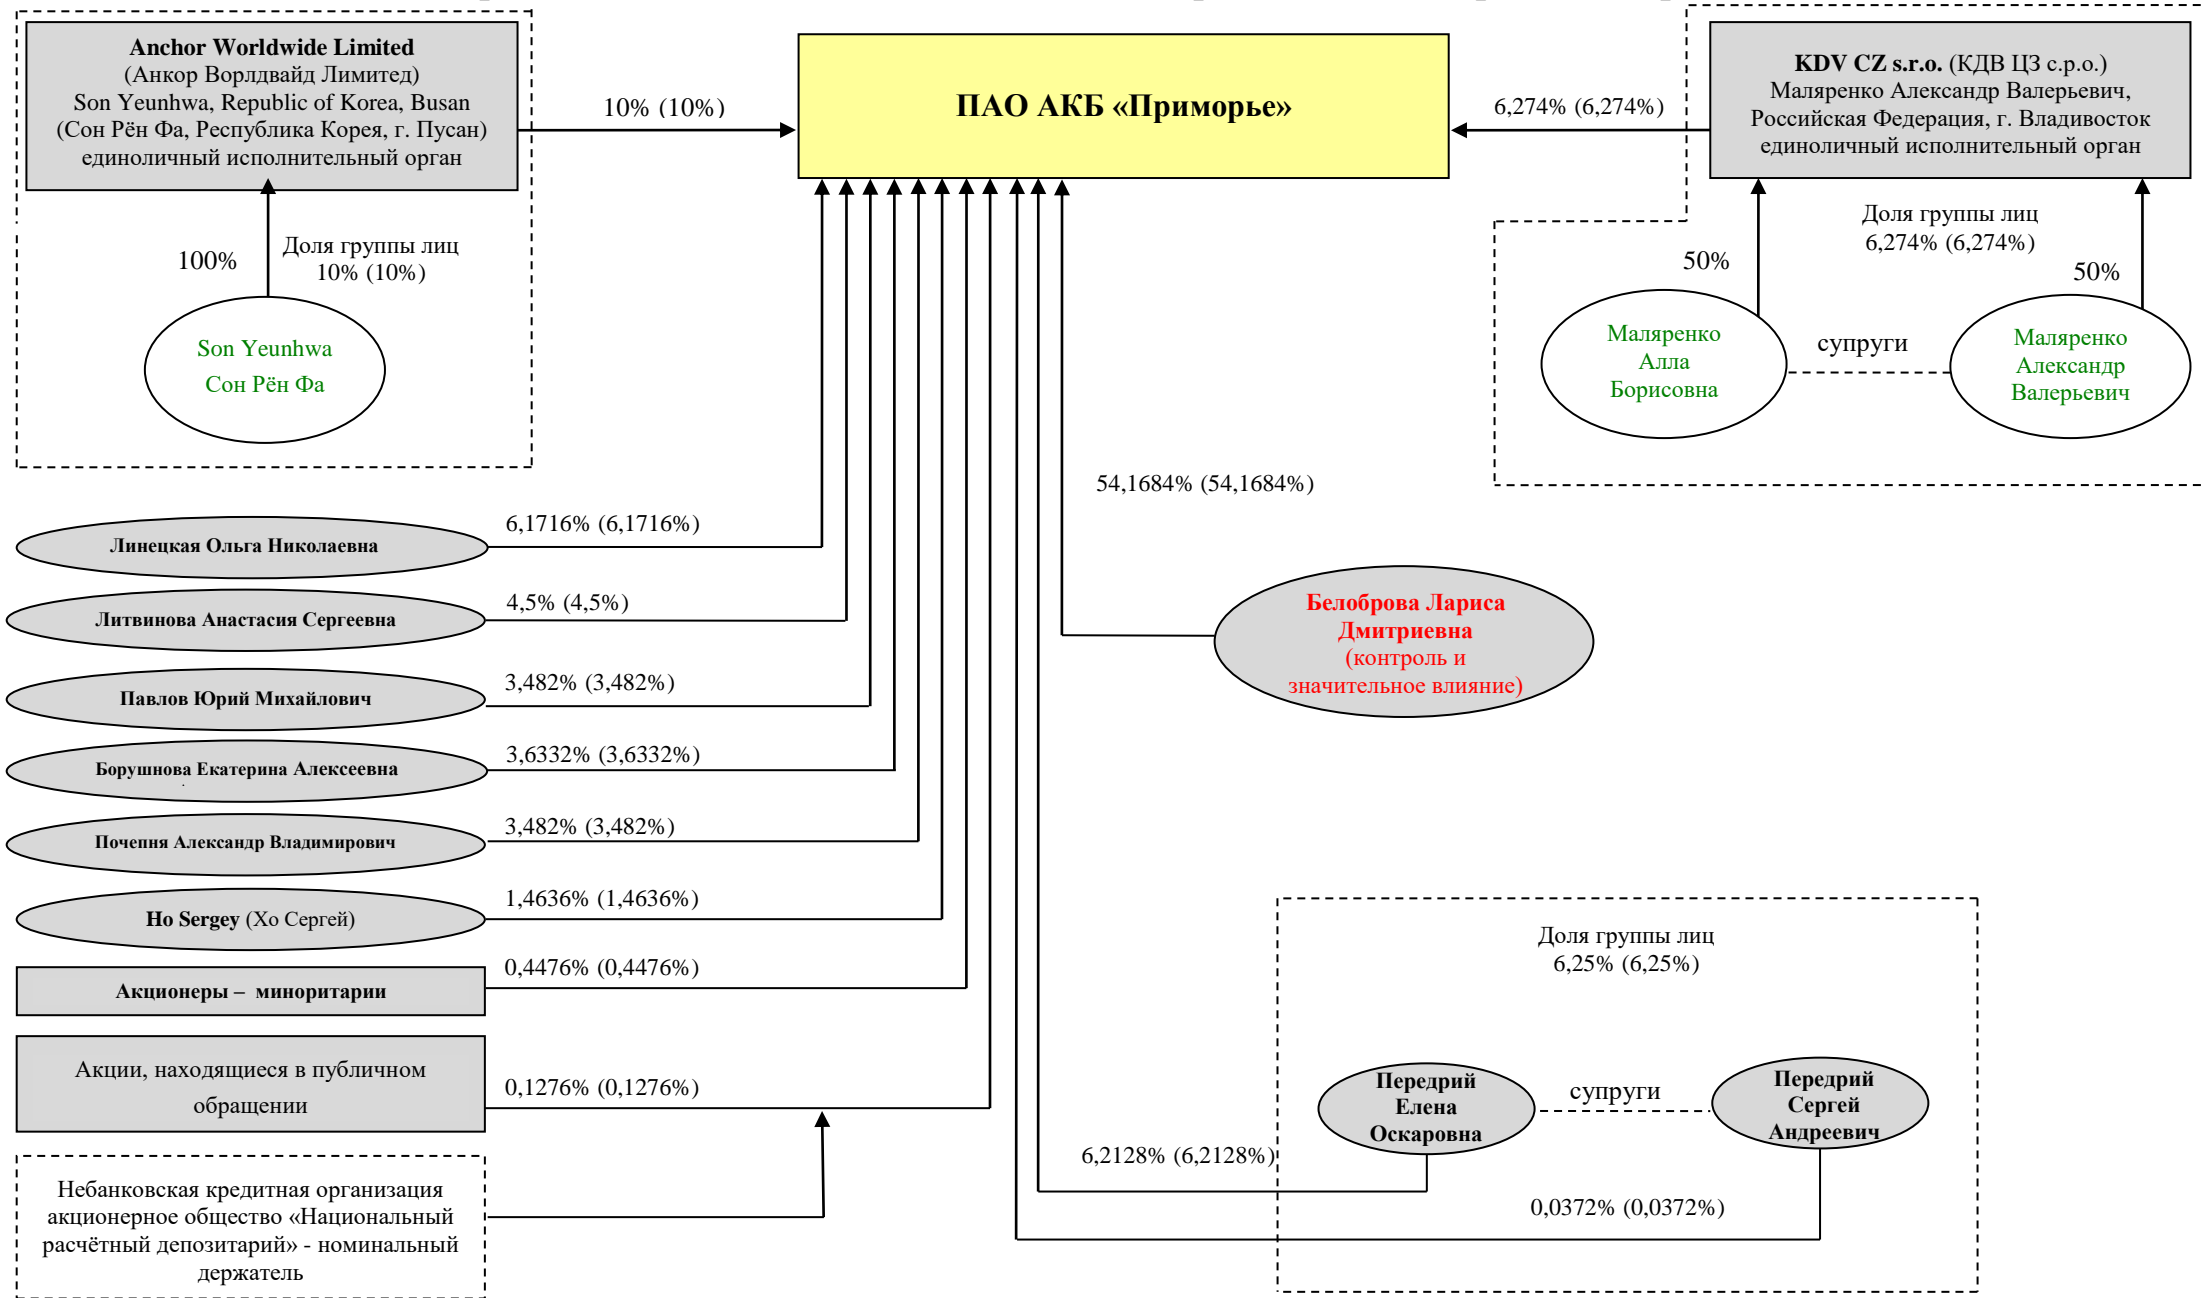 Anchor Worldwide Limited
(Анкор Ворлдвайд Лимитед)
Son Yeunhwa, Republic of Korea, Busan
(Сон Рён Фа, Республика Корея, г. Пусан)
единоличный исполнительный орган
10% (10%)
ПАО АКБ «Приморье»
6,274% (6,274%)
KDV CZ s.r.o. (КДВ ЦЗ с.р.о.)
Маляренко Александр Валерьевич,
Российская Федерация, г. Владивосток
единоличный исполнительный орган
100%
Доля группы лиц
10% (10%)
Son Yeunhwa
Сон Рён Фа
Доля группы лиц
6,274% (6,274%)
50%
50%
Маляренко
Алла
Борисовна
супруги
Маляренко
Александр
Валерьевич
54,1684% (54,1684%)
Белоброва Лариса
Дмитриевна
(контроль и
значительное влияние)
Линецкая Ольга Николаевна
6,1716% (6,1716%)
Литвинова Анастасия Сергеевна
4,5% (4,5%)
Павлов Юрий Михайлович
3,482% (3,482%)
Борушнова Екатерина Алексеевна
3,6332% (3,6332%)
Почепня Александр Владимирович
3,482% (3,482%)
Ho Sergey (Хо Сергей)
1,4636% (1,4636%)
Акционеры – миноритарии
0,4476% (0,4476%)
Акции, находящиеся в публичном
обращении
0,1276% (0,1276%)
Небанковская кредитная организация
акционерное общество «Национальный
расчётный депозитарий» - номинальный
держатель
Доля группы лиц
6,25% (6,25%)
Передрий
Елена
Оскаровна
супруги
Передрий
Сергей
Андреевич
6,2128% (6,2128%)
0,0372% (0,0372%)